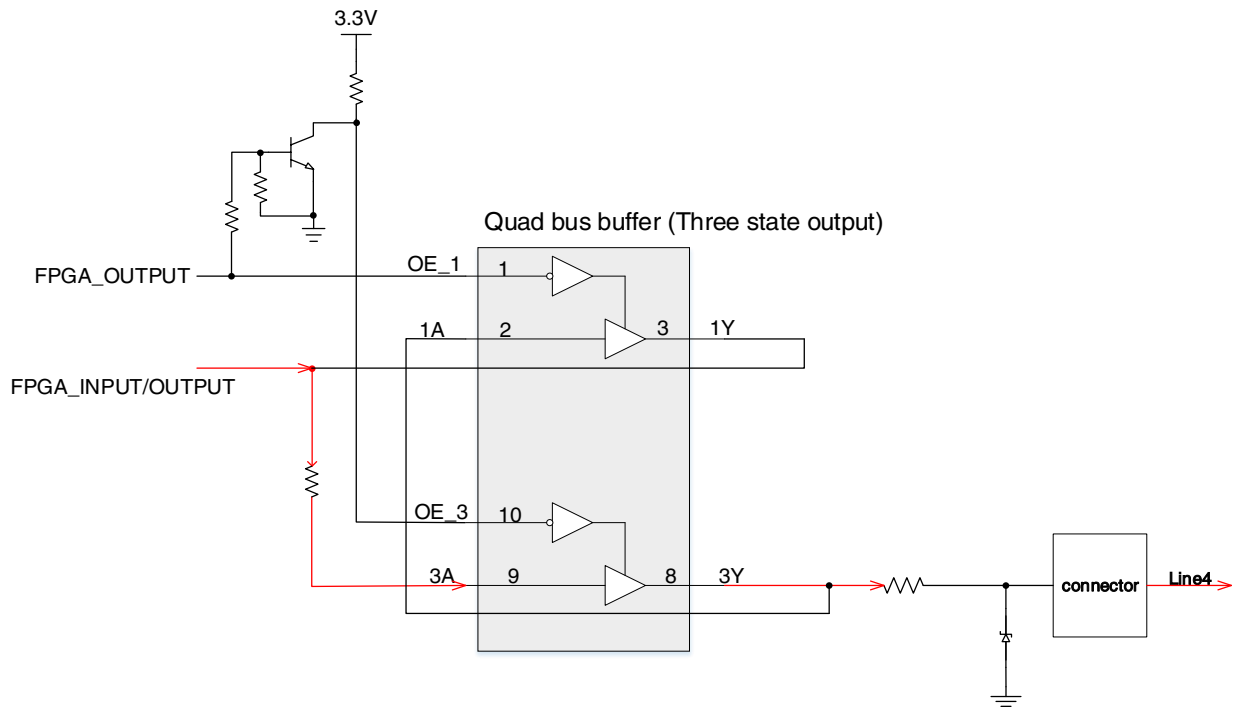 3.3V
Quad bus buffer (Three state output)
FPGA_OUTPUT
OE_1
1
1A
2
3
1Y
FPGA_INPUT/OUTPUT
OE_3
10
3A
9
8
3Y
connector
Line4